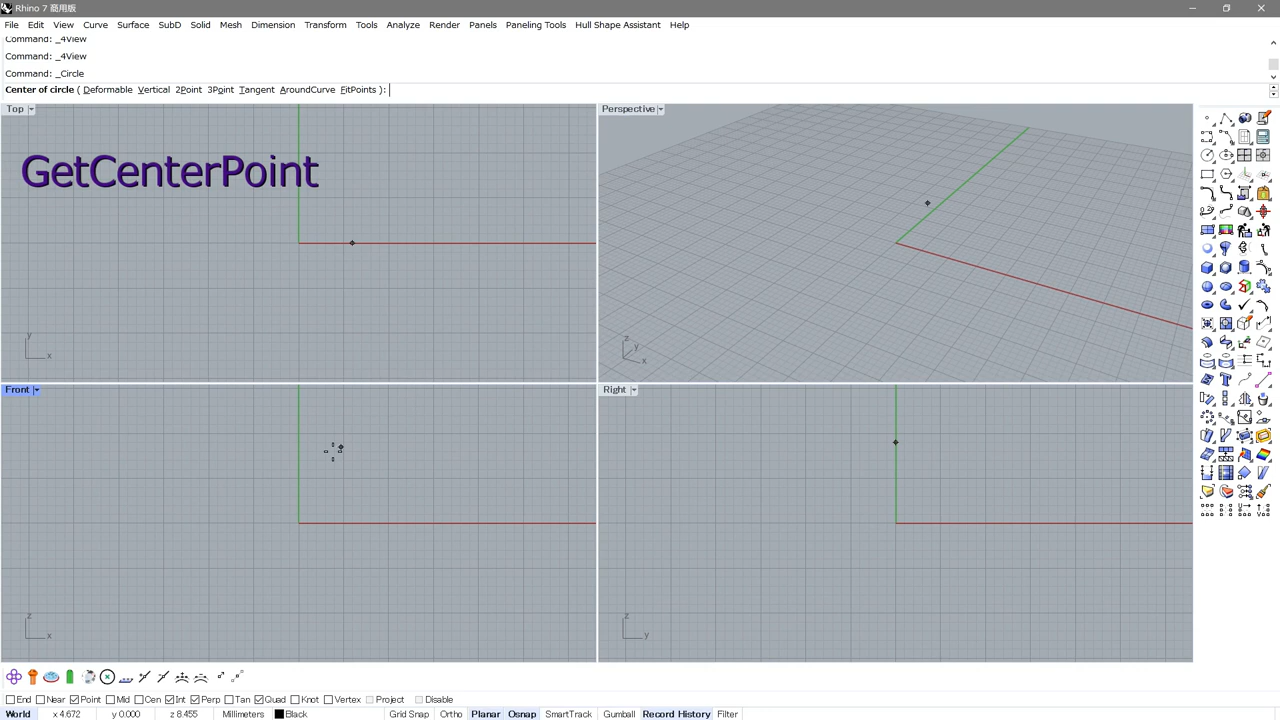 Rhino 7 商用版
File Edit View Curve Surface SubD Solid Mesh Dimension Transform Tools Analyze Render Panels Paneling Tools Hull Shape Assistant Help
Command: _4View
Command: _4View
Command: _Circle
Center of circle ( Deformable Vertical 2Point 3Point Tangent AroundCurve FitPoints ):
Top
Perspective
GetCenterPoint
y
x
z
y
x
Front
Right
z
x
z
y
End Near Point Mid Cen Int Perp Tan Quad Knot Vertex Project Disable
World x 4.672 y 0.000 z 8.455 Millimeters Black Grid Snap Ortho Planar Osnap SmartTrack Gumball Record History Filter